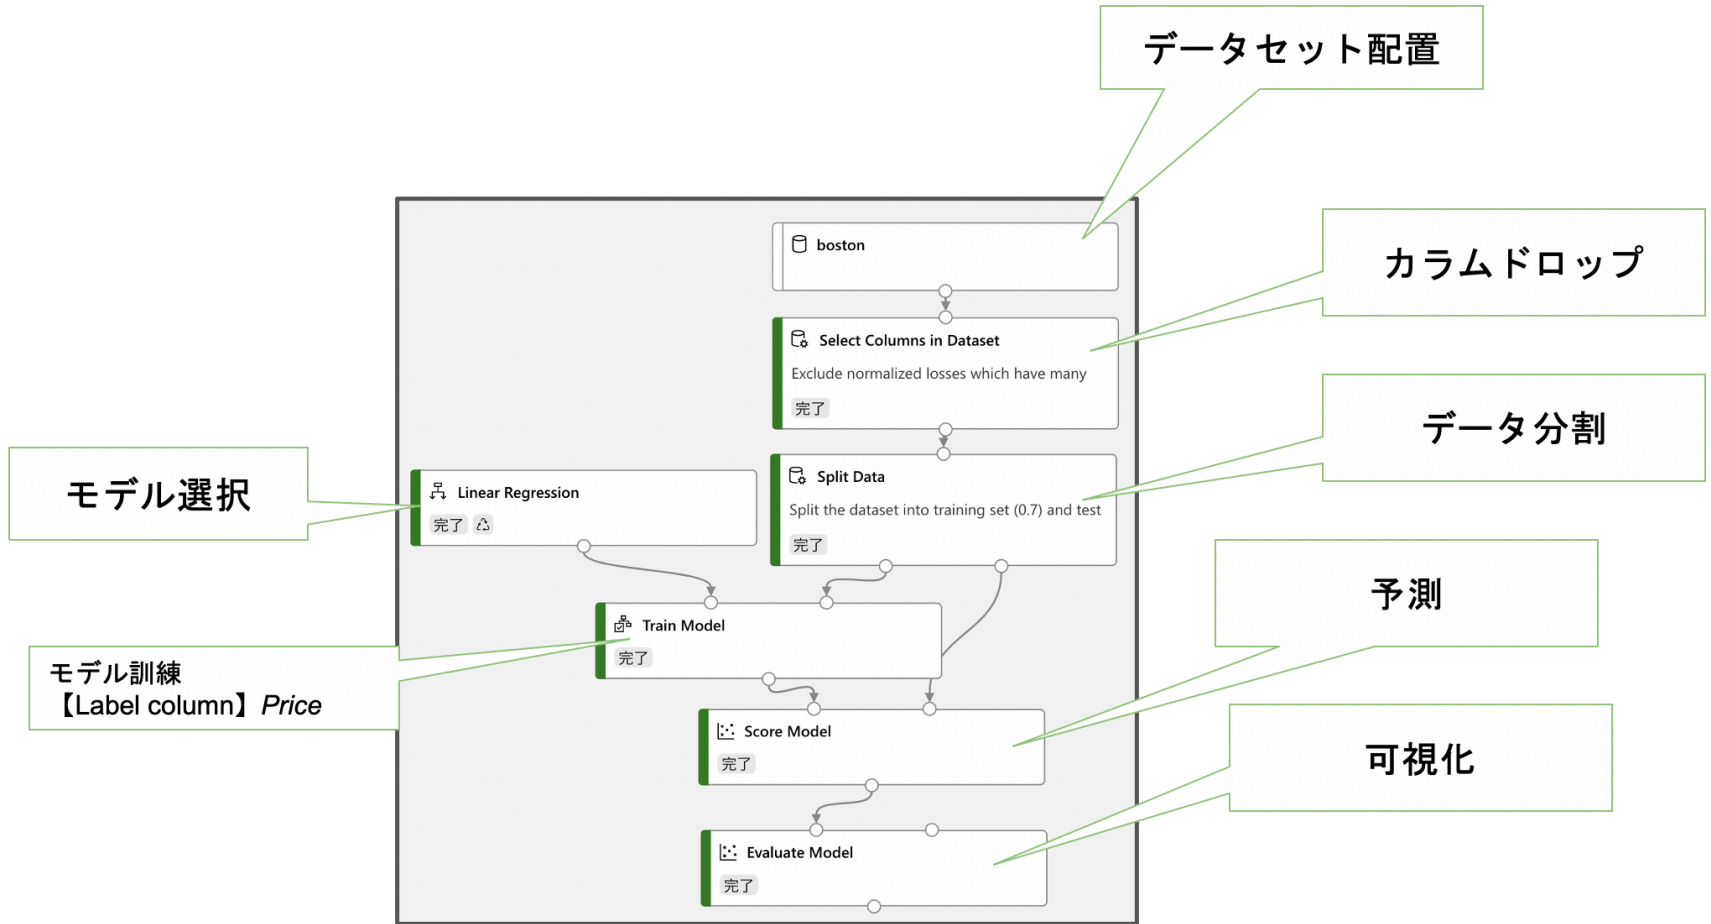 データセット配置
boston
カラムドロップ
Select Columns in Dataset
Exclude normalized losses which have many
完了
データ分割
Split Data
Split the dataset into training set (0.7) and test
完了
モデル選択
Linear Regression
完了
Train Model
完了
モデル訓練
【Label column】Price
予測
Score Model
完了
可視化
Evaluate Model
完了